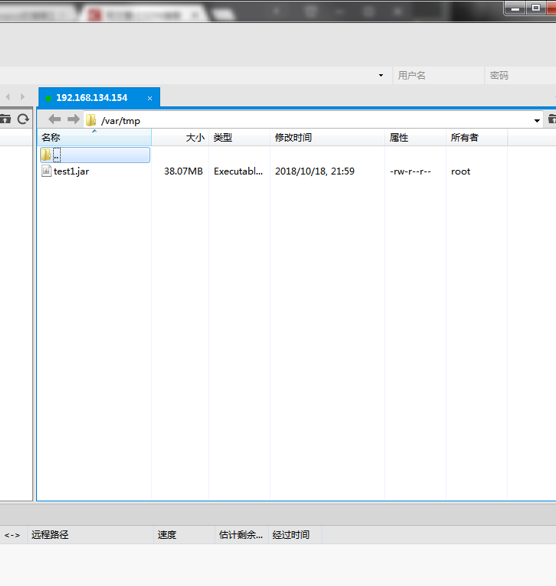 用户名 密码
192.168.134.154 ×
/var/tmp
名称 大小 类型 修改时间 属性 所有者
..
test1.jar 38.07MB Executabl... 2018/10/18, 21:59 -rw-r--r-- root
<-> 远程路径 速度 估计剩余... 经过时间